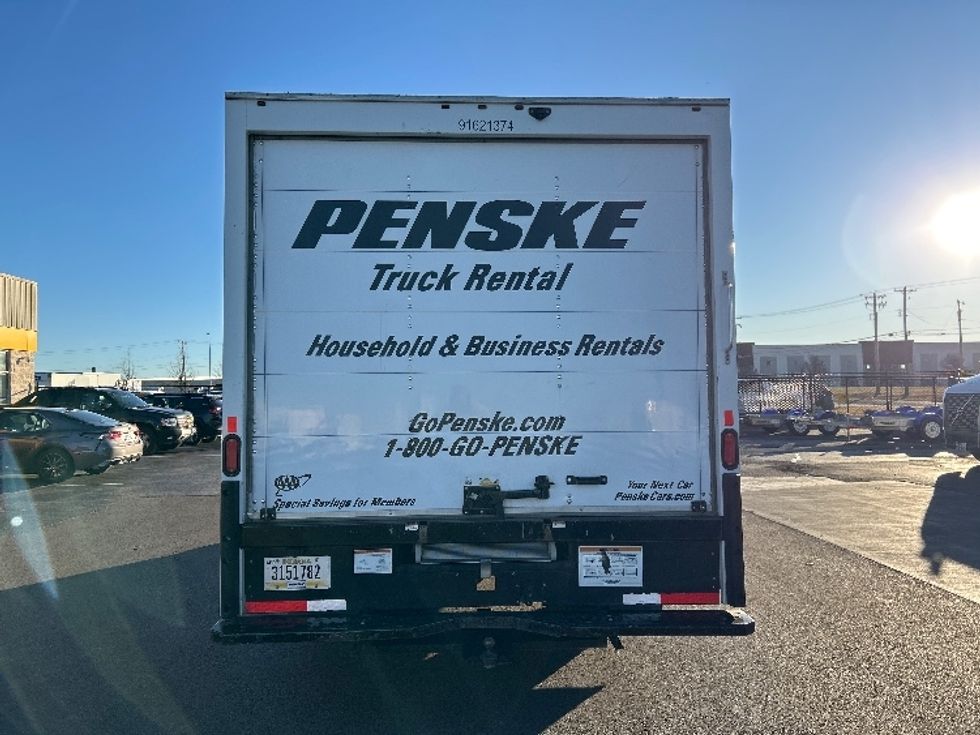 91621374
PENSKE
Truck Rental
Household & Business Rentals
GoPenske.com
1-800-GO-PENSKE
AAA
Special Savings for Members
Your Next Car
PenskeCars.com
INDIANA
3151782